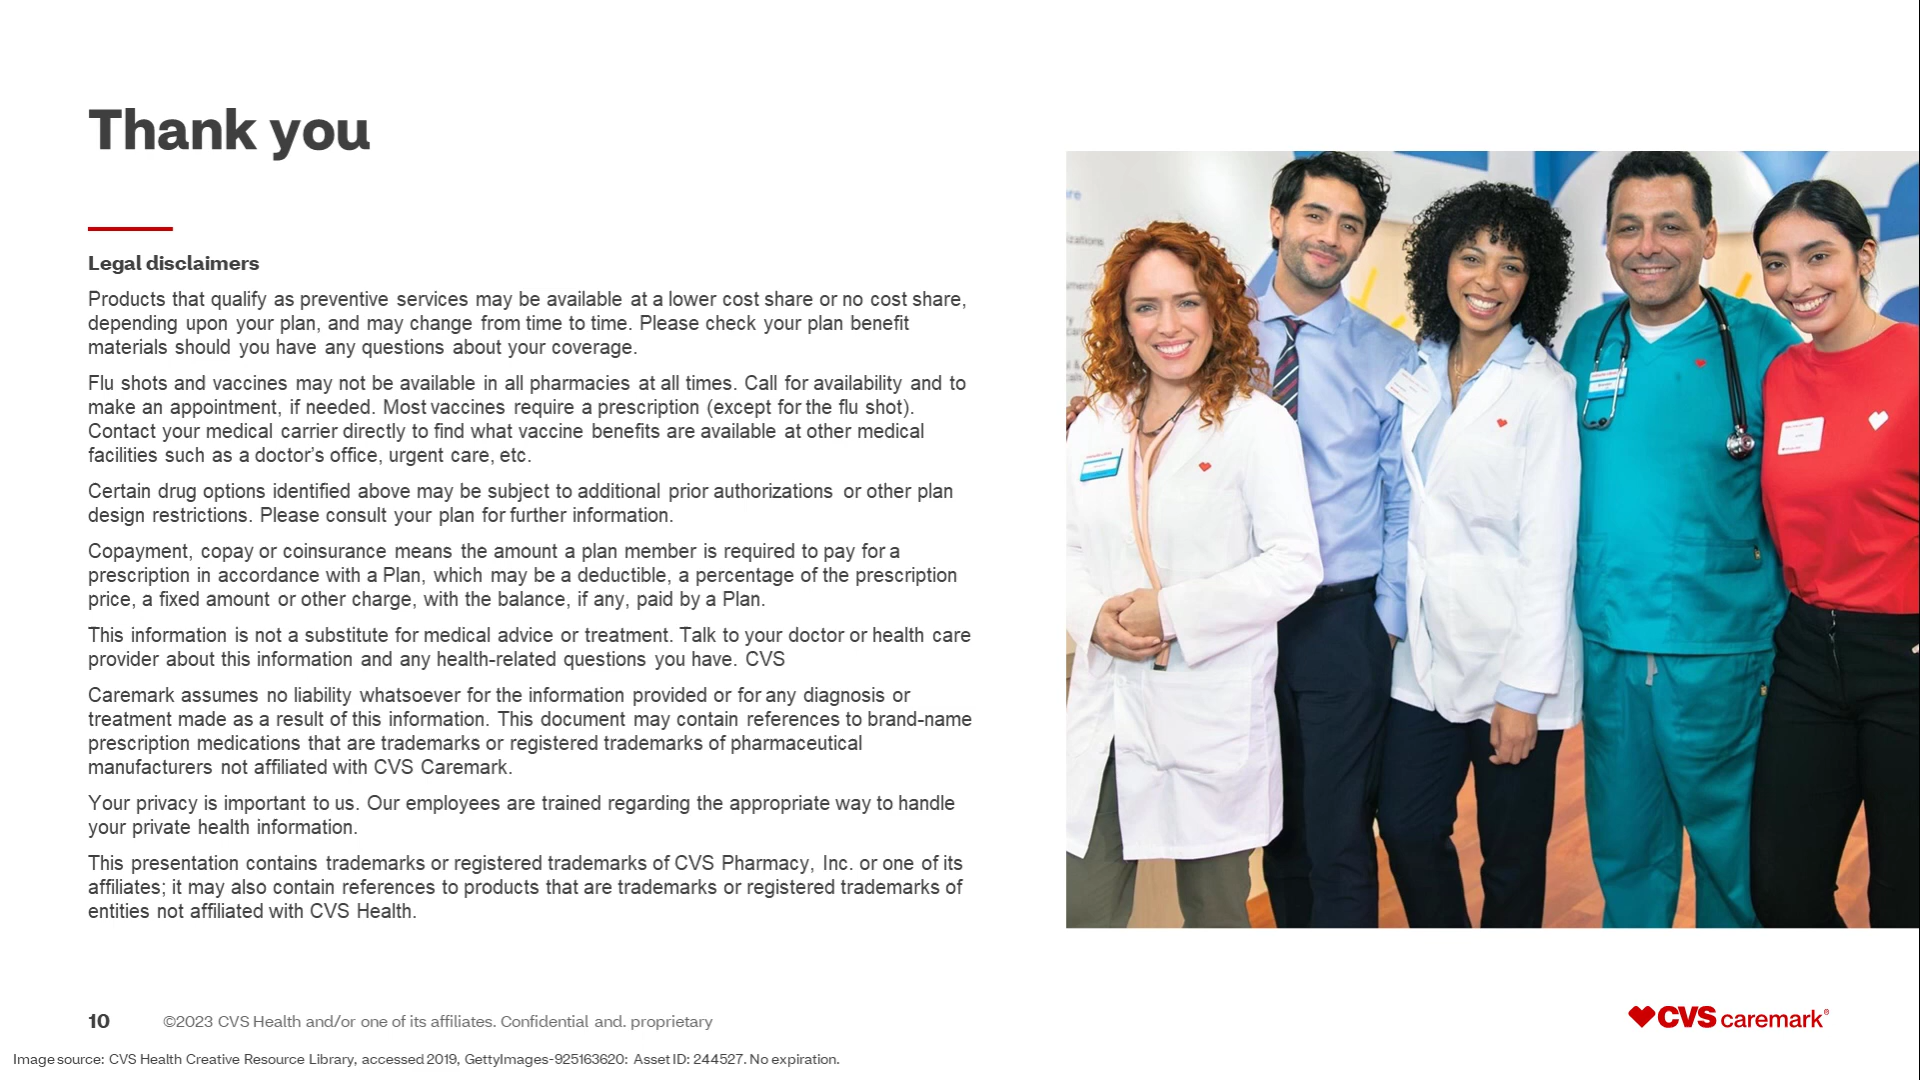 Thank you
Legal disclaimers
Products that qualify as preventive services may be available at a lower cost share or no cost share,
depending upon your plan, and may change from time to time. Please check your plan benefit
materials should you have any questions about your coverage.
Flu shots and vaccines may not be available in all pharmacies at all times. Call for availability and to
make an appointment, if needed. Most vaccines require a prescription (except for the flu shot).
Contact your medical carrier directly to find what vaccine benefits are available at other medical
facilities such as a doctor’s office, urgent care, etc.
Certain drug options identified above may be subject to additional prior authorizations or other plan
design restrictions. Please consult your plan for further information.
Copayment, copay or coinsurance means the amount a plan member is required to pay for a
prescription in accordance with a Plan, which may be a deductible, a percentage of the prescription
price, a fixed amount or other charge, with the balance, if any, paid by a Plan.
This information is not a substitute for medical advice or treatment. Talk to your doctor or health care
provider about this information and any health-related questions you have. CVS
Caremark assumes no liability whatsoever for the information provided or for any diagnosis or
treatment made as a result of this information. This document may contain references to brand-name
prescription medications that are trademarks or registered trademarks of pharmaceutical
manufacturers not affiliated with CVS Caremark.
Your privacy is important to us. Our employees are trained regarding the appropriate way to handle
your private health information.
This presentation contains trademarks or registered trademarks of CVS Pharmacy, Inc. or one of its
affiliates; it may also contain references to products that are trademarks or registered trademarks of
entities not affiliated with CVS Health.
10 ©2023 CVS Health and/or one of its affiliates. Confidential and. proprietary
CVS caremark®
Image source: CVS Health Creative Resource Library, accessed 2019, GettyImages-925163620: Asset ID: 244527. No expiration.